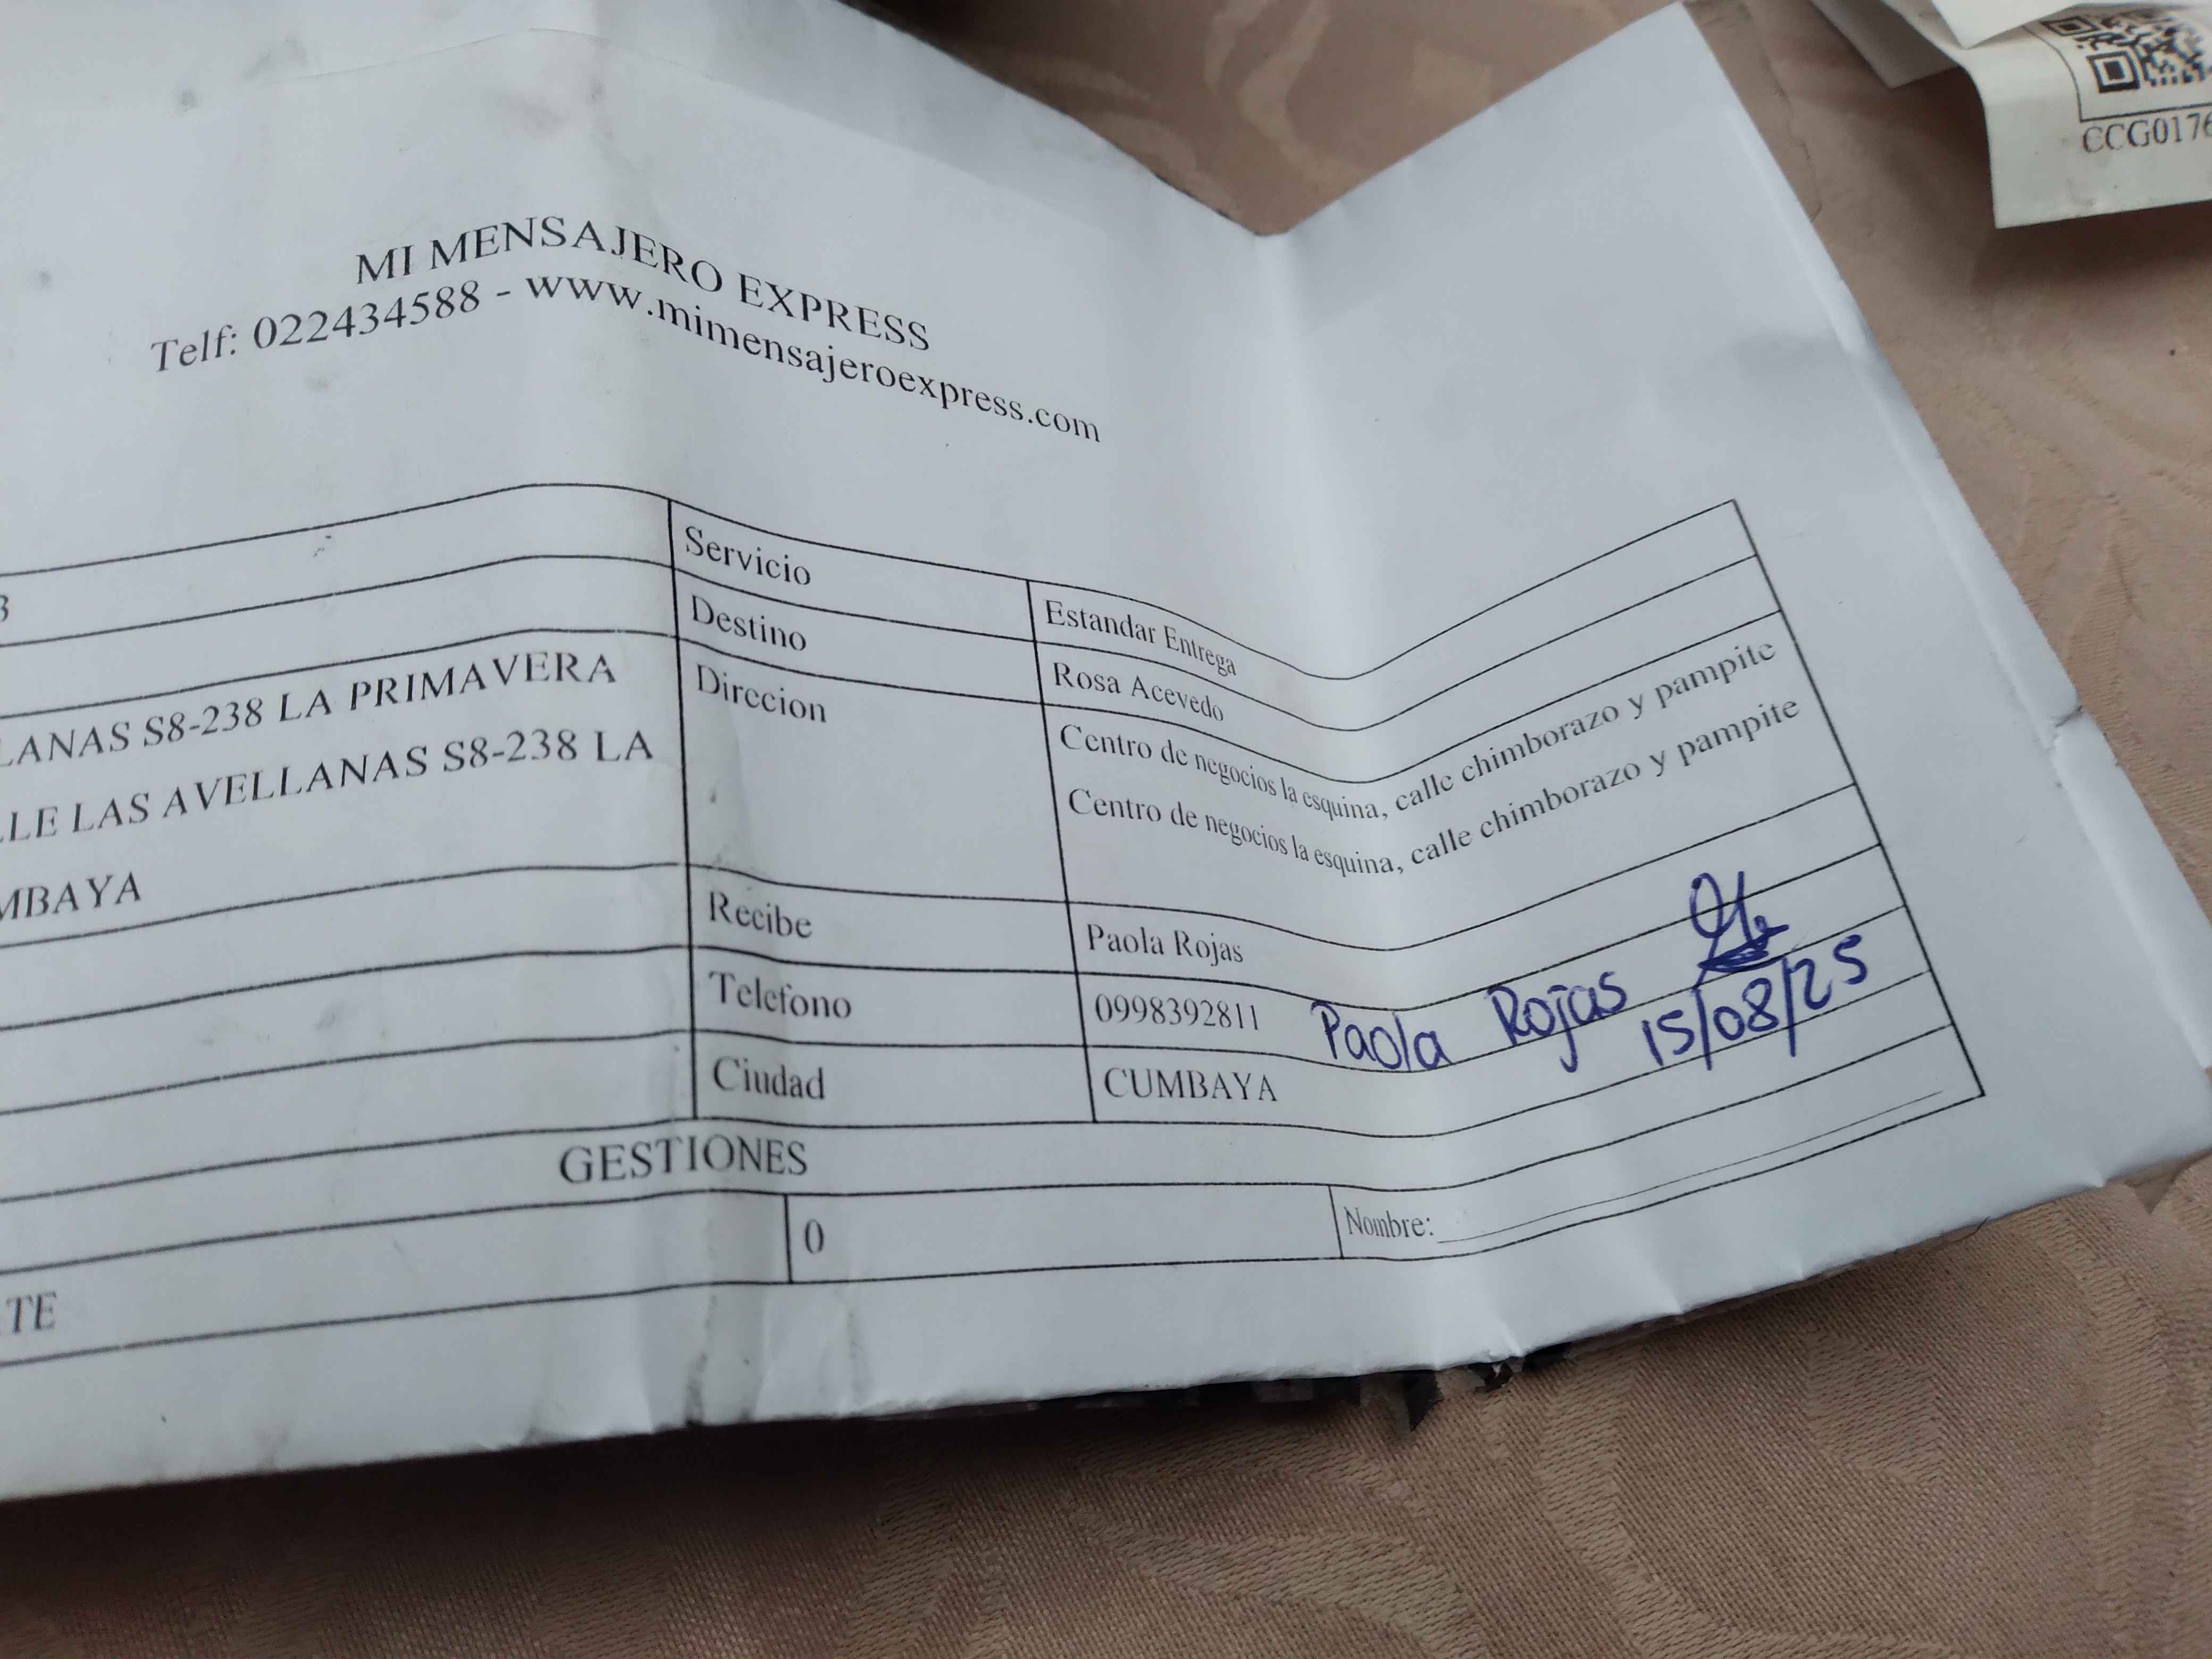 CCG0176
MI MENSAJERO EXPRESS
Telf: 022434588 - www.mimensajeroexpress.com
3
Servicio
Estandar Entrega
Destino
Rosa Acevedo
LANAS S8-238 LA PRIMAVERA
LLE LAS AVELLANAS S8-238 LA
MBAYA
Direccion
Centro de negocios la esquina, calle chimborazo y pampite
Centro de negocios la esquina, calle chimborazo y pampite
Recibe
Paola Rojas
Telefono
0998392811
Paola Rojas
15/08/25
Ciudad
CUMBAYA
GESTIONES
0
Nombre:
TE